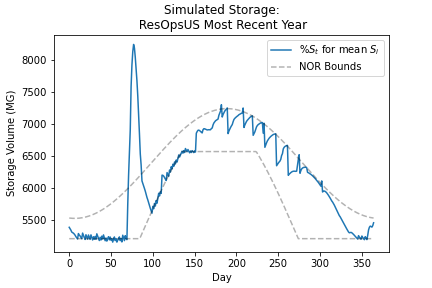 Simulated Storage:
ResOpsUS Most Recent Year
%S_t for mean S_i
NOR Bounds
Storage Volume (MG)
8000
7500
7000
6500
6000
5500
0
50
100
150
200
250
300
350
Day